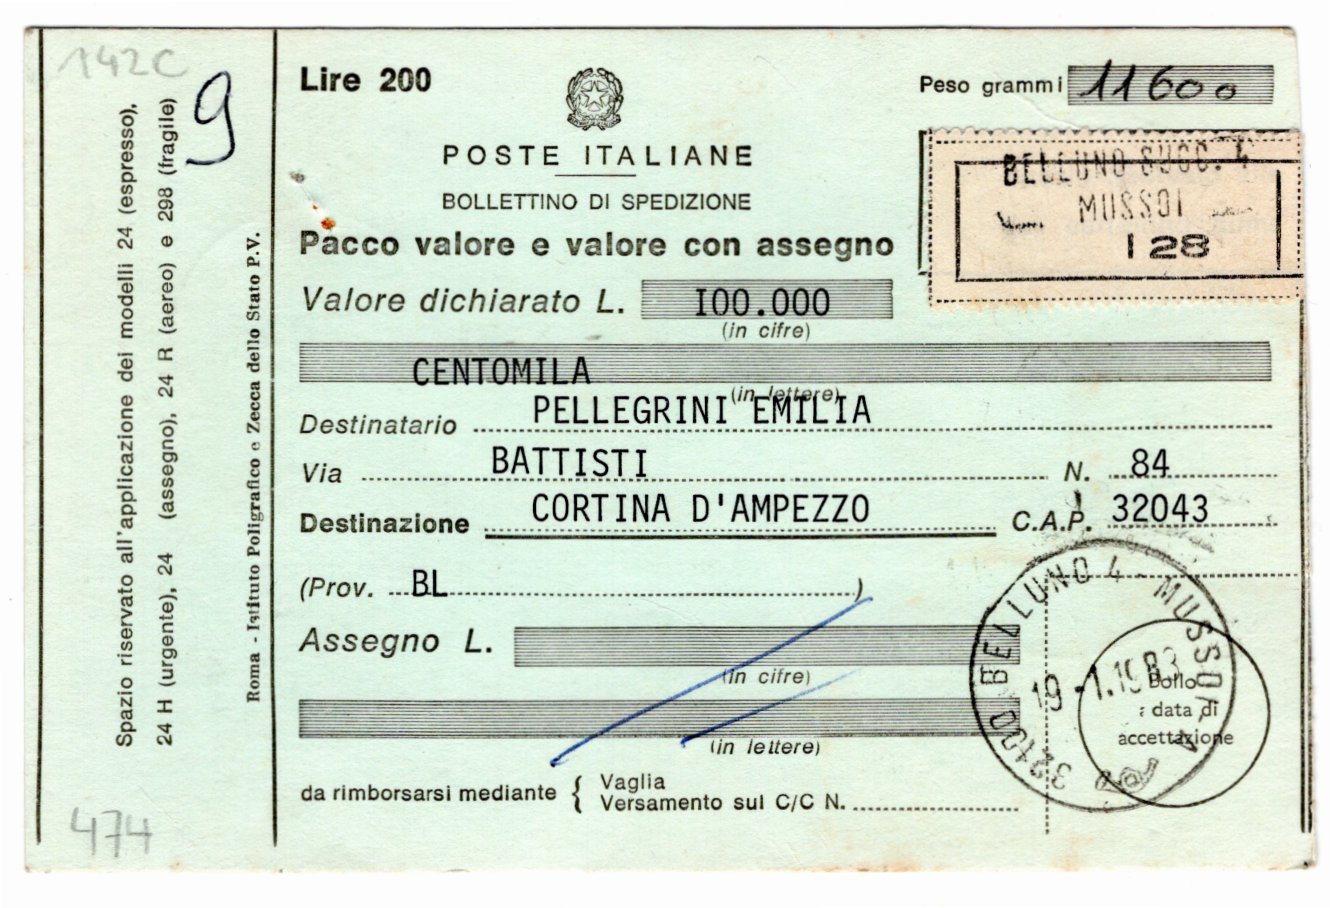 142C
9
Spazio riservato all'applicazione dei modelli 24 (espresso),
24 H (urgente), 24 (assegno), 24 R (aereo) e 298 (fragile)
Roma - Istituto Poligrafico e Zecca dello Stato P.V.
474
Lire 200
Peso grammi 11600
POSTE ITALIANE
BOLLETTINO DI SPEDIZIONE
BELLUNO SUCC. 4
MUSSOI
128
Pacco valore e valore con assegno
Valore dichiarato L. I00.000
(in cifre)
CENTOMILA
(in lettere)
Destinatario PELLEGRINI EMILIA
Via BATTISTI N. 84
Destinazione CORTINA D'AMPEZZO C.A.P. 32043
(Prov. BL)
Assegno L.
(in cifre)
(in lettere)
32100 BELLUNO 4 - MUSSOI A
19 -1.1983
Bollo
a data di
accettazione
da rimborsarsi mediante { Vaglia
Versamento sul C/C N.